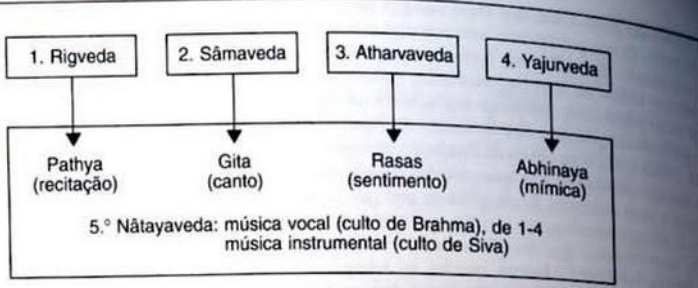 1. Rigveda
2. Sâmaveda
3. Atharvaveda
4. Yajurveda
Pathya
(recitação)
Gita
(canto)
Rasas
(sentimento)
Abhinaya
(mímica)
5.º Nâtayaveda: música vocal (culto de Brahma), de 1-4
música instrumental (culto de Siva)